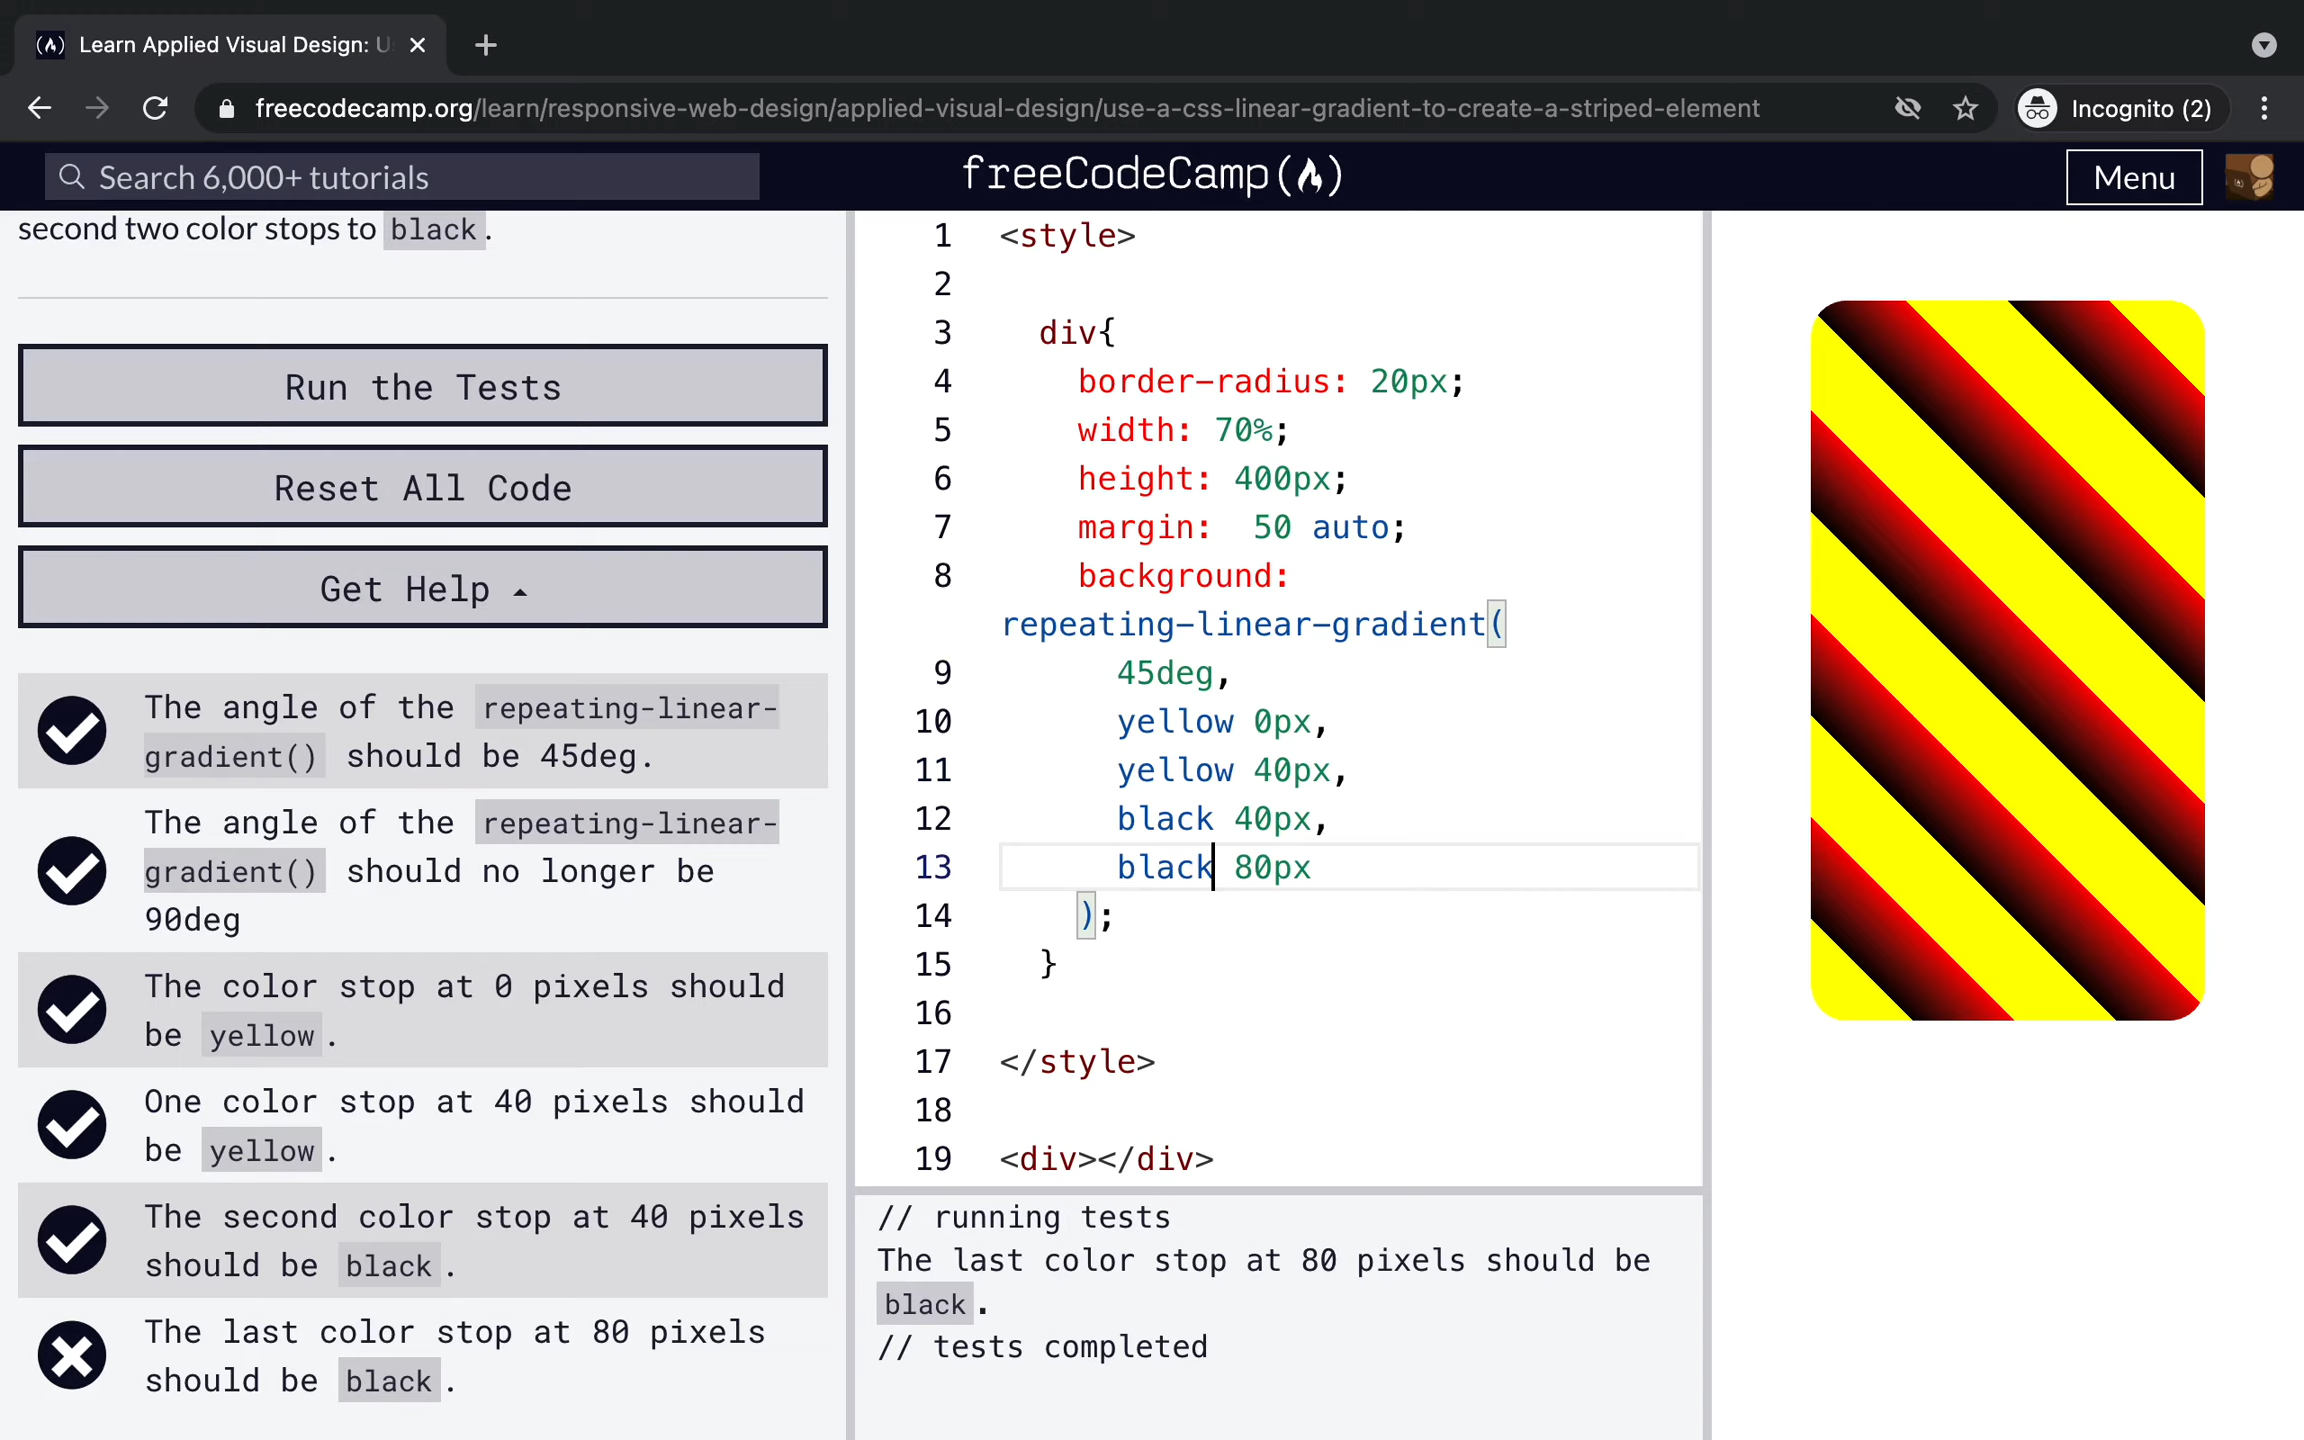 Learn Applied Visual Design: U
freecodecamp.org/learn/responsive-web-design/applied-visual-design/use-a-css-linear-gradient-to-create-a-striped-element
Incognito (2)
Search 6,000+ tutorials
freeCodeCamp
Menu
second two color stops to black.
Run the Tests
Reset All Code
Get Help
The angle of the repeating-linear-
gradient() should be 45deg.
The angle of the repeating-linear-
gradient() should no longer be
90deg
The color stop at 0 pixels should
be yellow.
One color stop at 40 pixels should
be yellow.
The second color stop at 40 pixels
should be black.
The last color stop at 80 pixels
should be black.
1 <style>
2
3 div{
4 border-radius: 20px;
5 width: 70%;
6 height: 400px;
7 margin:  50 auto;
8 background:
repeating-linear-gradient(
9 45deg,
10 yellow 0px,
11 yellow 40px,
12 black 40px,
13 black 80px
14 );
15 }
16
17 </style>
18
19 <div></div>
// running tests
The last color stop at 80 pixels should be
black.
// tests completed